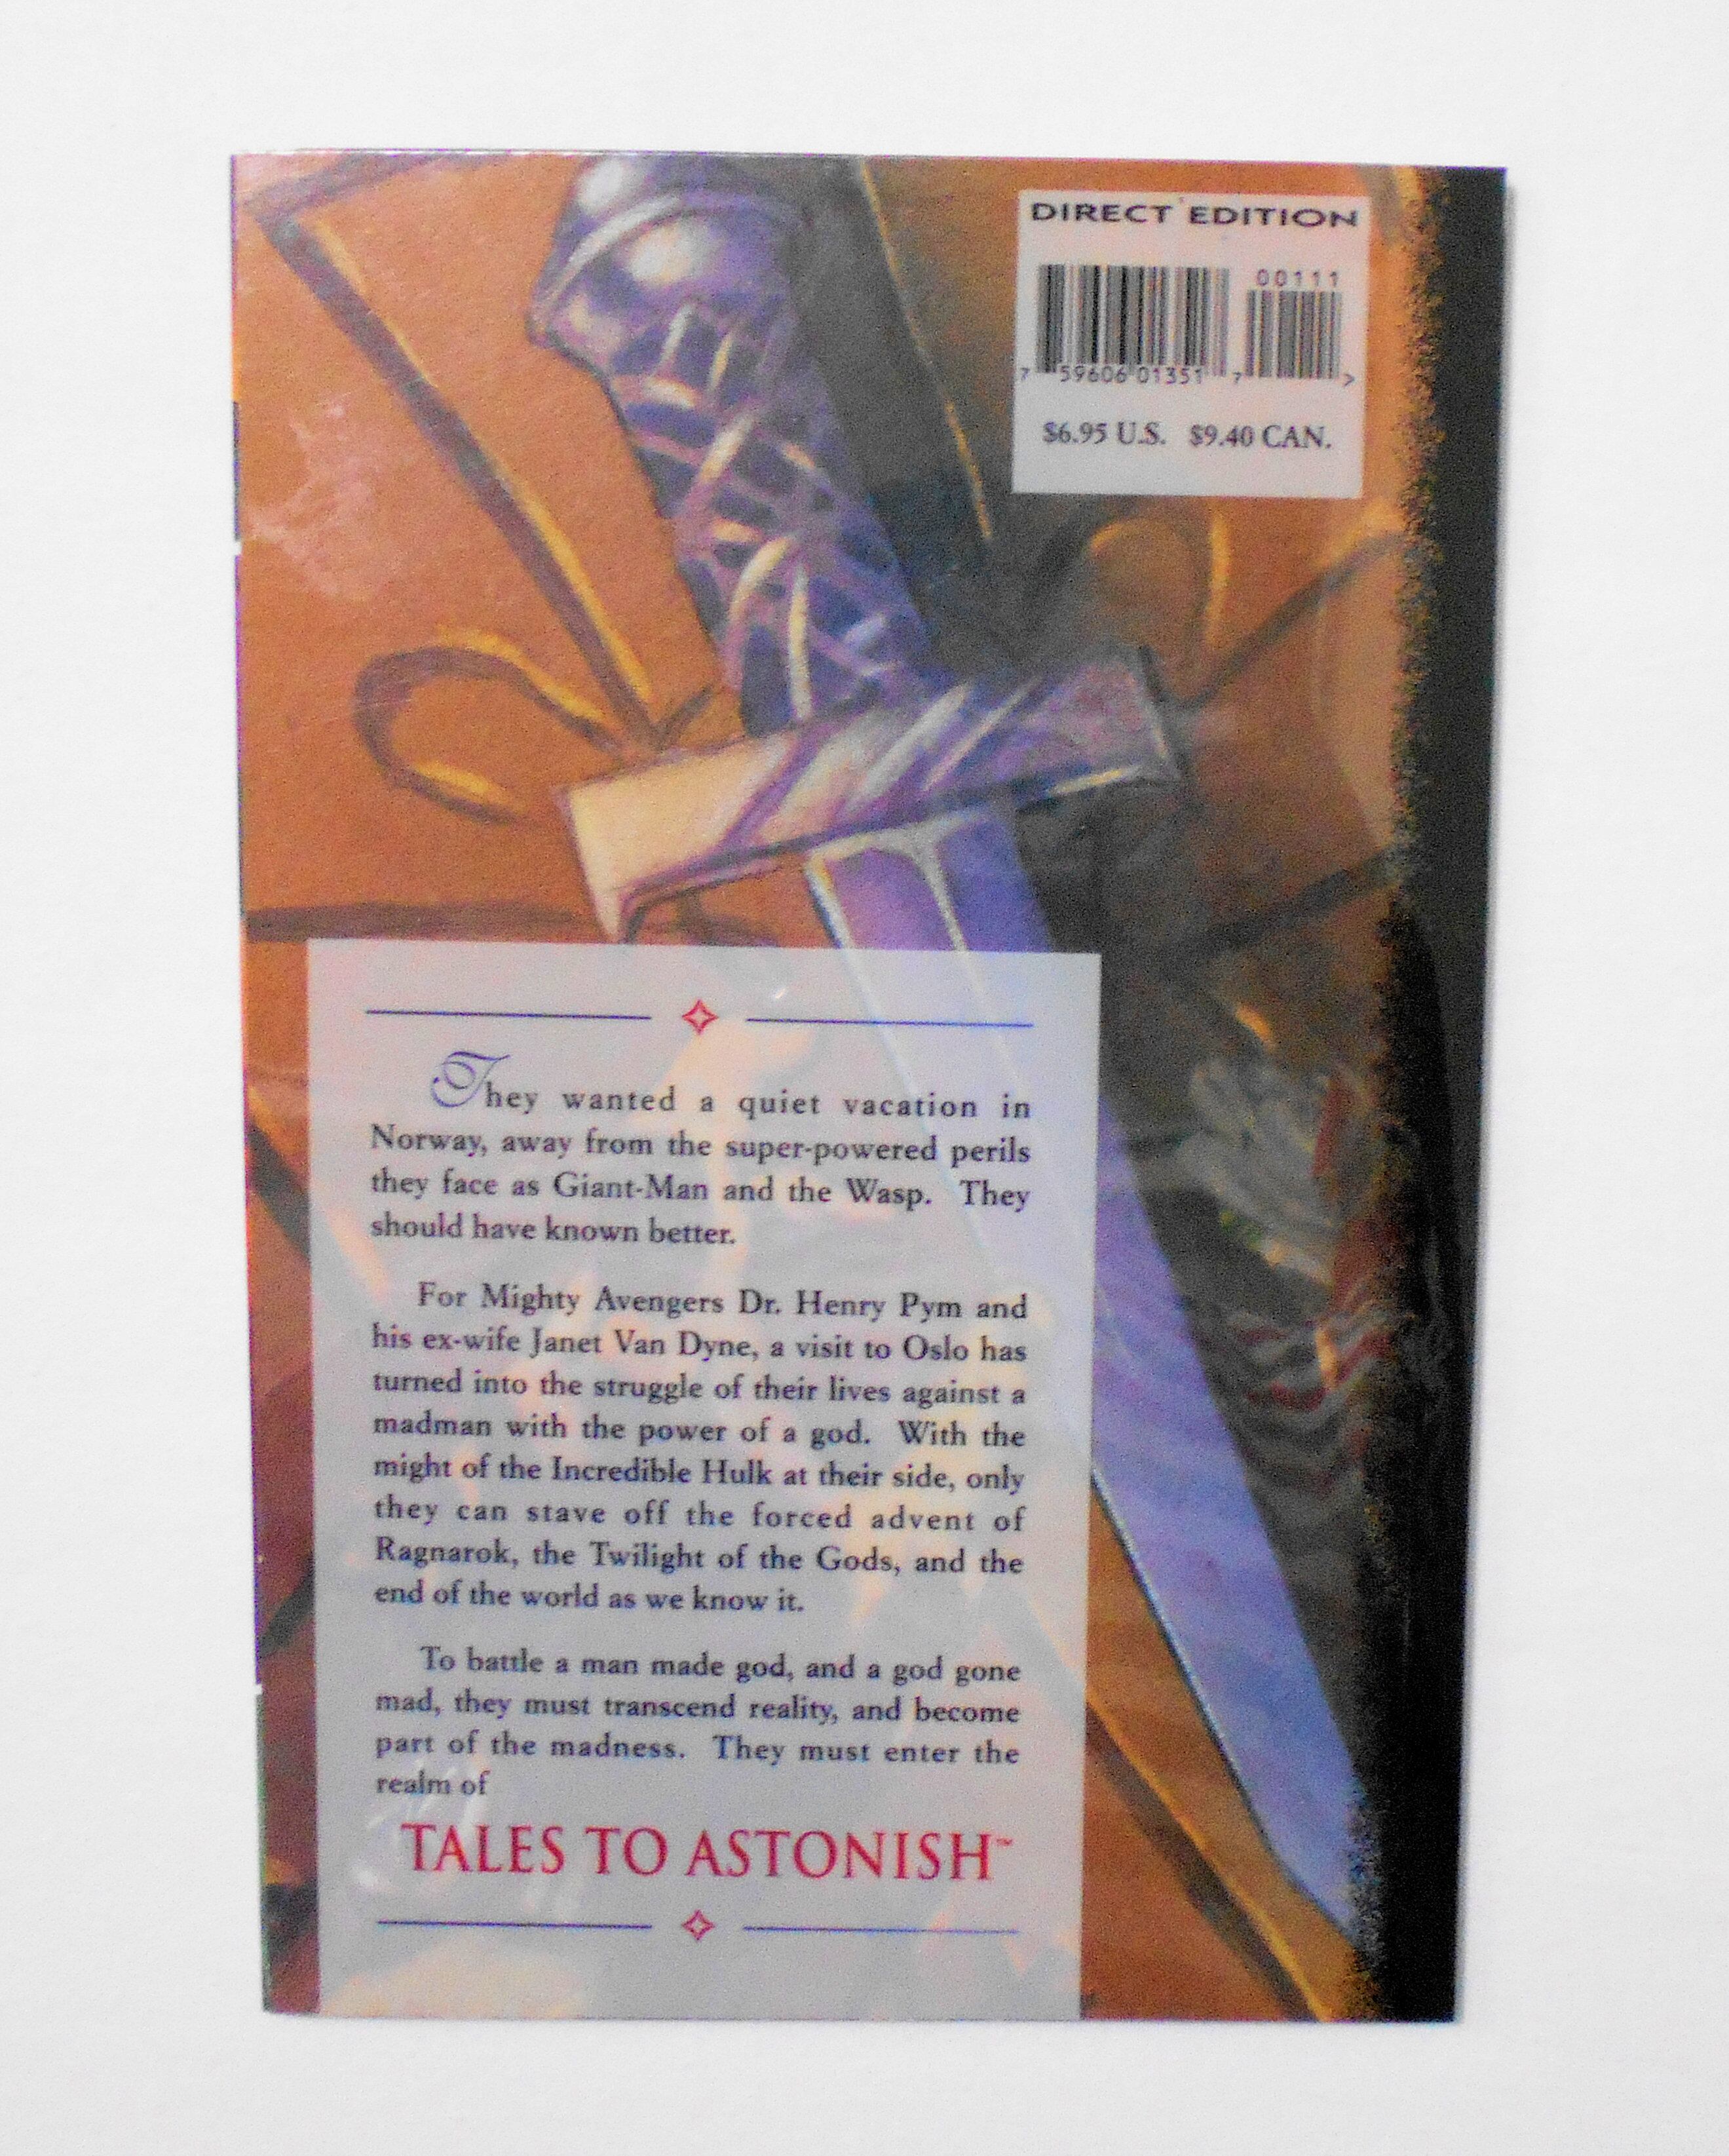 DIRECT EDITION
00111
7 59606 01351 7 >
$6.95 U.S. $9.40 CAN.
They wanted a quiet vacation in
Norway, away from the super-powered perils
they face as Giant-Man and the Wasp. They
should have known better.
For Mighty Avengers Dr. Henry Pym and
his ex-wife Janet Van Dyne, a visit to Oslo has
turned into the struggle of their lives against a
madman with the power of a god. With the
might of the Incredible Hulk at their side, only
they can stave off the forced advent of
Ragnarok, the Twilight of the Gods, and the
end of the world as we know it.
To battle a man made god, and a god gone
mad, they must transcend reality, and become
part of the madness. They must enter the
realm of
TALES TO ASTONISH™